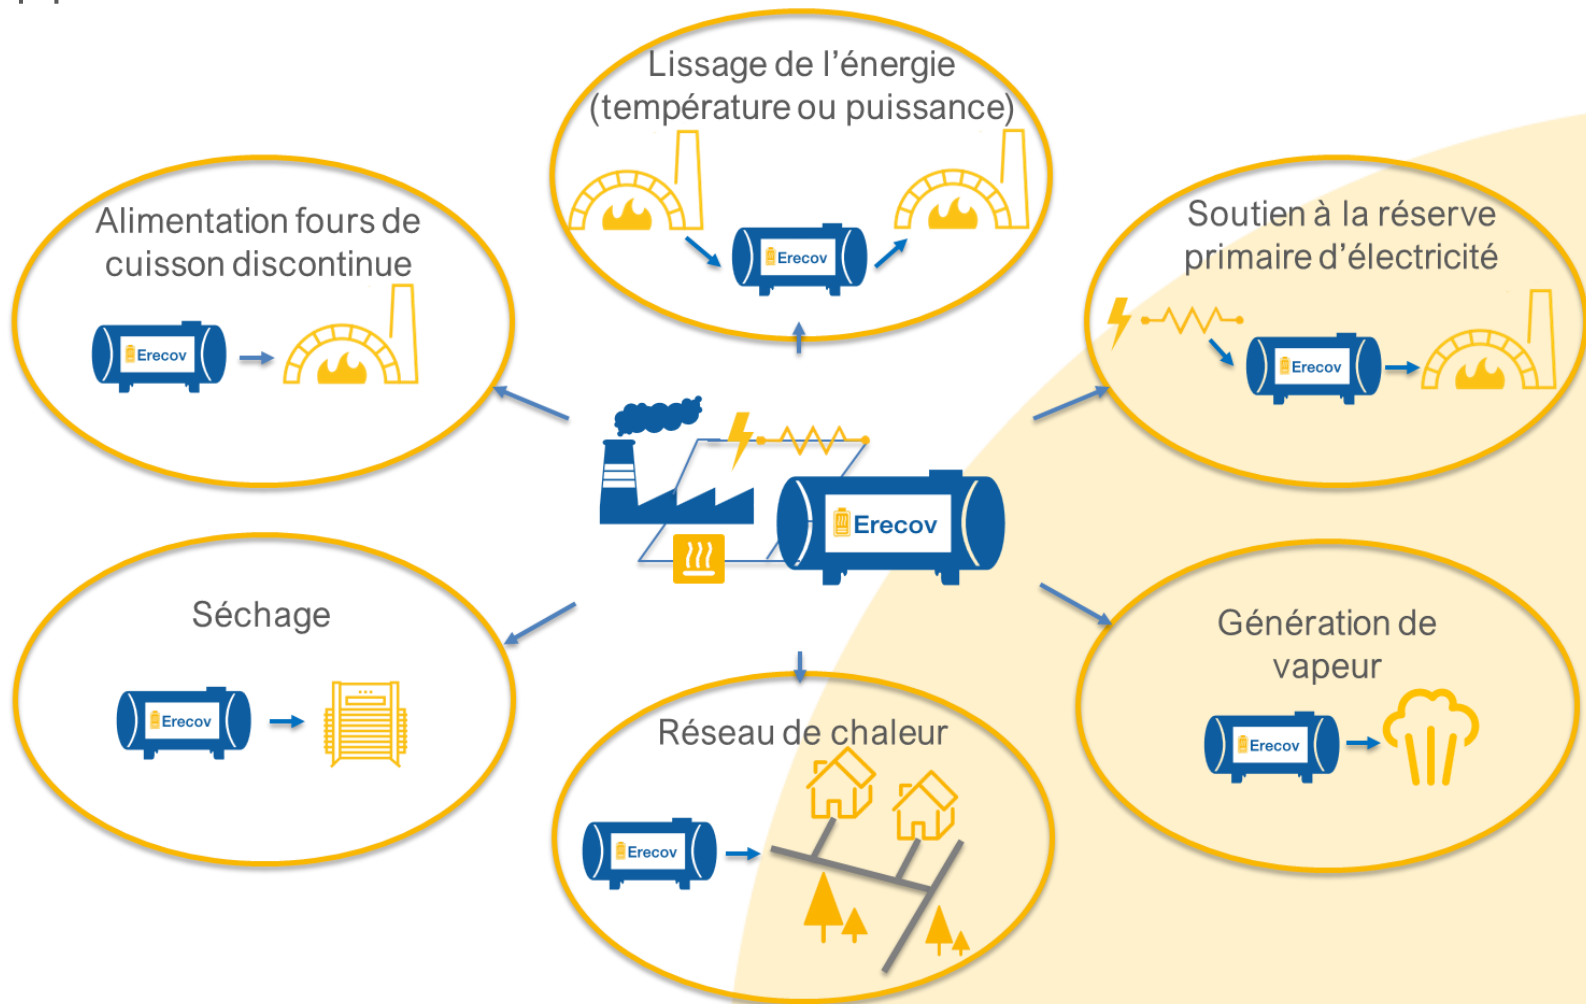 Lissage de l'énergie
(température ou puissance)
Erecov
Alimentation fours de
cuisson discontinue
Erecov
Soutien à la réserve
primaire d'électricité
Erecov
Erecov
Séchage
Erecov
Génération de
vapeur
Erecov
Réseau de chaleur
Erecov